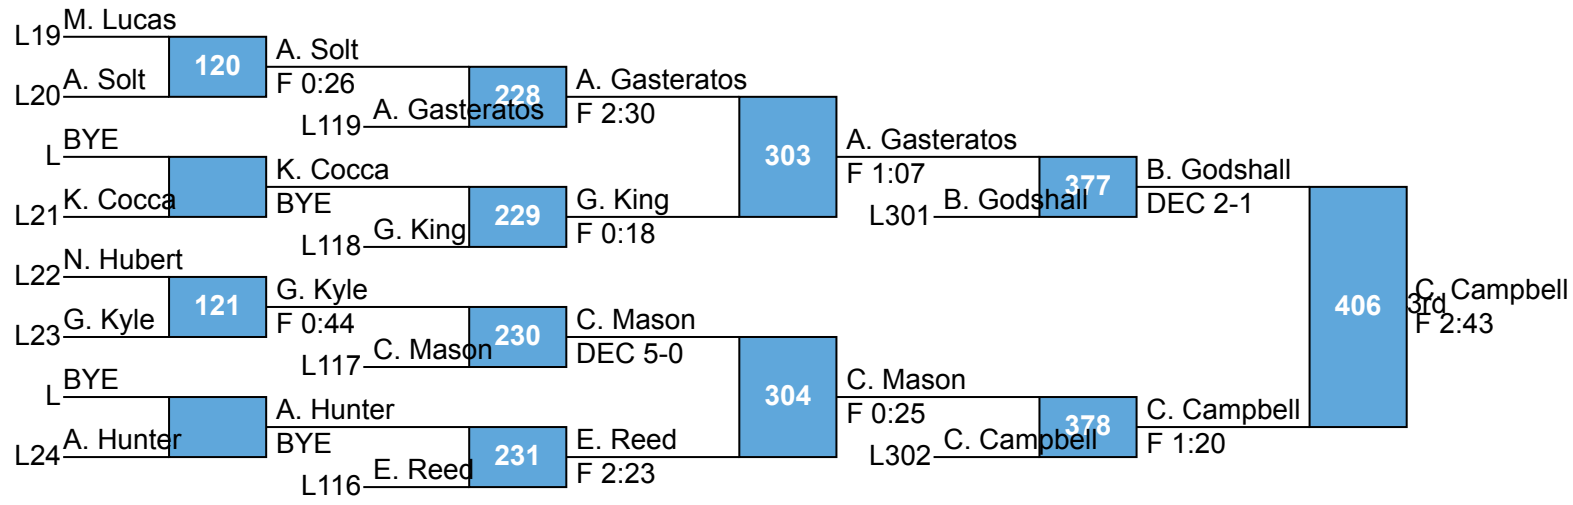 M. Lucas
L19
120
A. Solt
F 0:26
A. Solt
L20
228
A. Gasteratos
F 2:30
A. Gasteratos
L119
BYE
L
303
A. Gasteratos
F 1:07
K. Cocca
BYE
K. Cocca
L21
229
G. King
F 0:18
G. King
L118
377
B. Godshall
DEC 2-1
B. Godshall
L301
N. Hubert
L22
121
G. Kyle
F 0:44
G. Kyle
L23
230
C. Mason
DEC 5-0
C. Mason
L117
406
3rd
C. Campbell
F 2:43
BYE
L
304
C. Mason
F 0:25
A. Hunter
BYE
A. Hunter
L24
231
E. Reed
F 2:23
E. Reed
L116
378
C. Campbell
F 1:20
C. Campbell
L302